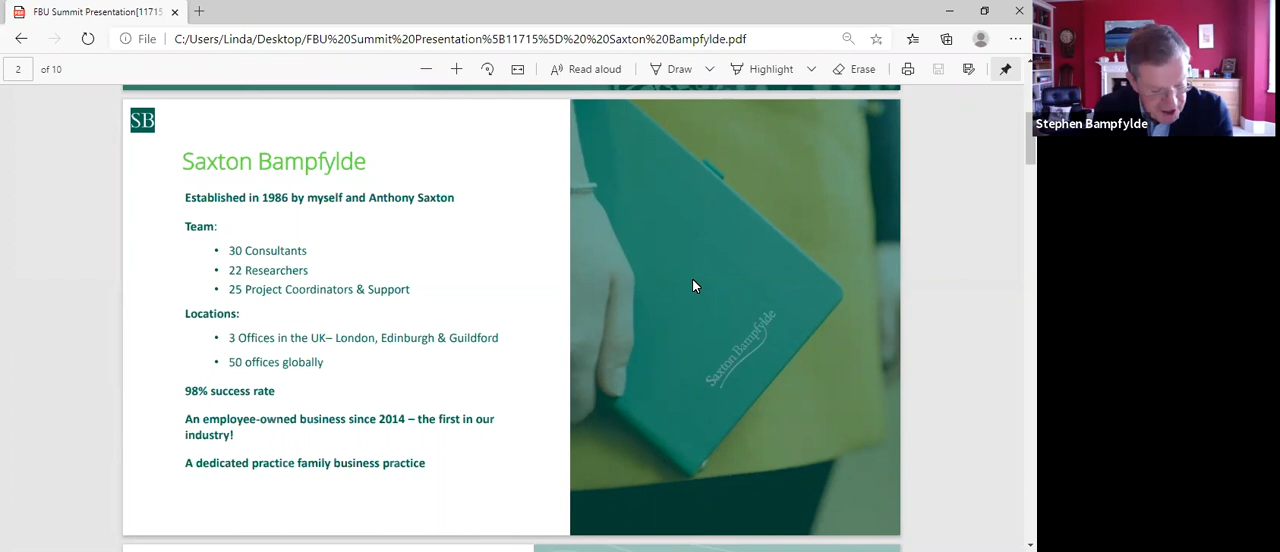 FBU Summit Presentation[11715
File
C:/Users/Linda/Desktop/FBU%20Summit%20Presentation%5B11715%5D%20%20Saxton%20Bampfylde.pdf
2 of 10
Read aloud
Draw
Highlight
Erase
Stephen Bampfylde
SB
Saxton Bampfylde
Established in 1986 by myself and Anthony Saxton
Team:
• 30 Consultants
• 22 Researchers
• 25 Project Coordinators & Support
Locations:
• 3 Offices in the UK– London, Edinburgh & Guildford
• 50 offices globally
98% success rate
An employee-owned business since 2014 – the first in our
industry!
A dedicated practice family business practice
Saxton Bampfylde